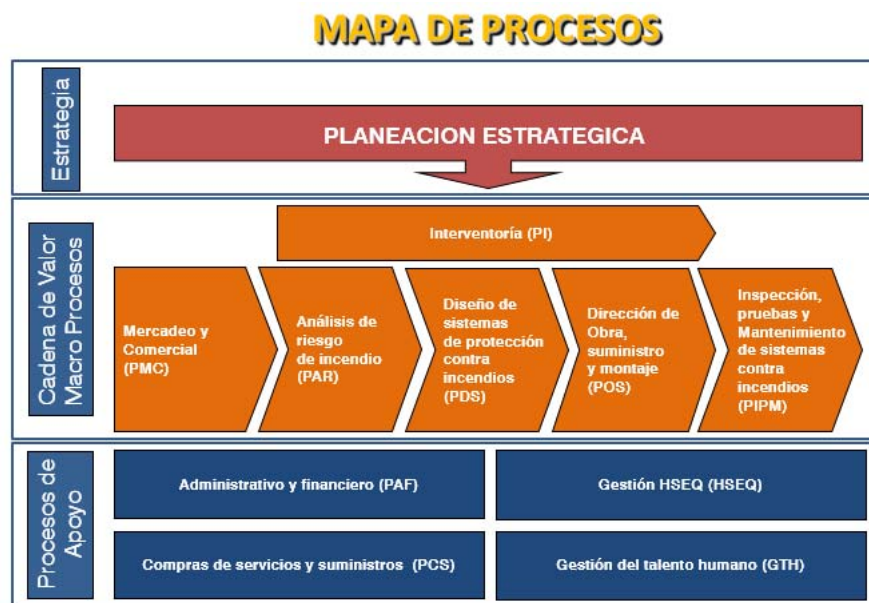 MAPA DE PROCESOS
Estrategia
PLANEACION ESTRATEGICA
Cadena de Valor
Macro Procesos
Interventoría (PI)
Mercadeo y
Comercial
(PMC)
Análisis de
riesgo
de incendio
(PAR)
Diseño de
sistemas
de protección
contra
incendios
(PDS)
Dirección de
Obra,
suministro
y montaje
(POS)
Inspección,
pruebas y
Mantenimiento
de sistemas
contra
incendios
(PIPM)
Procesos de
Apoyo
Administrativo y financiero (PAF)
Gestión HSEQ (HSEQ)
Compras de servicios y suministros (PCS)
Gestión del talento humano (GTH)